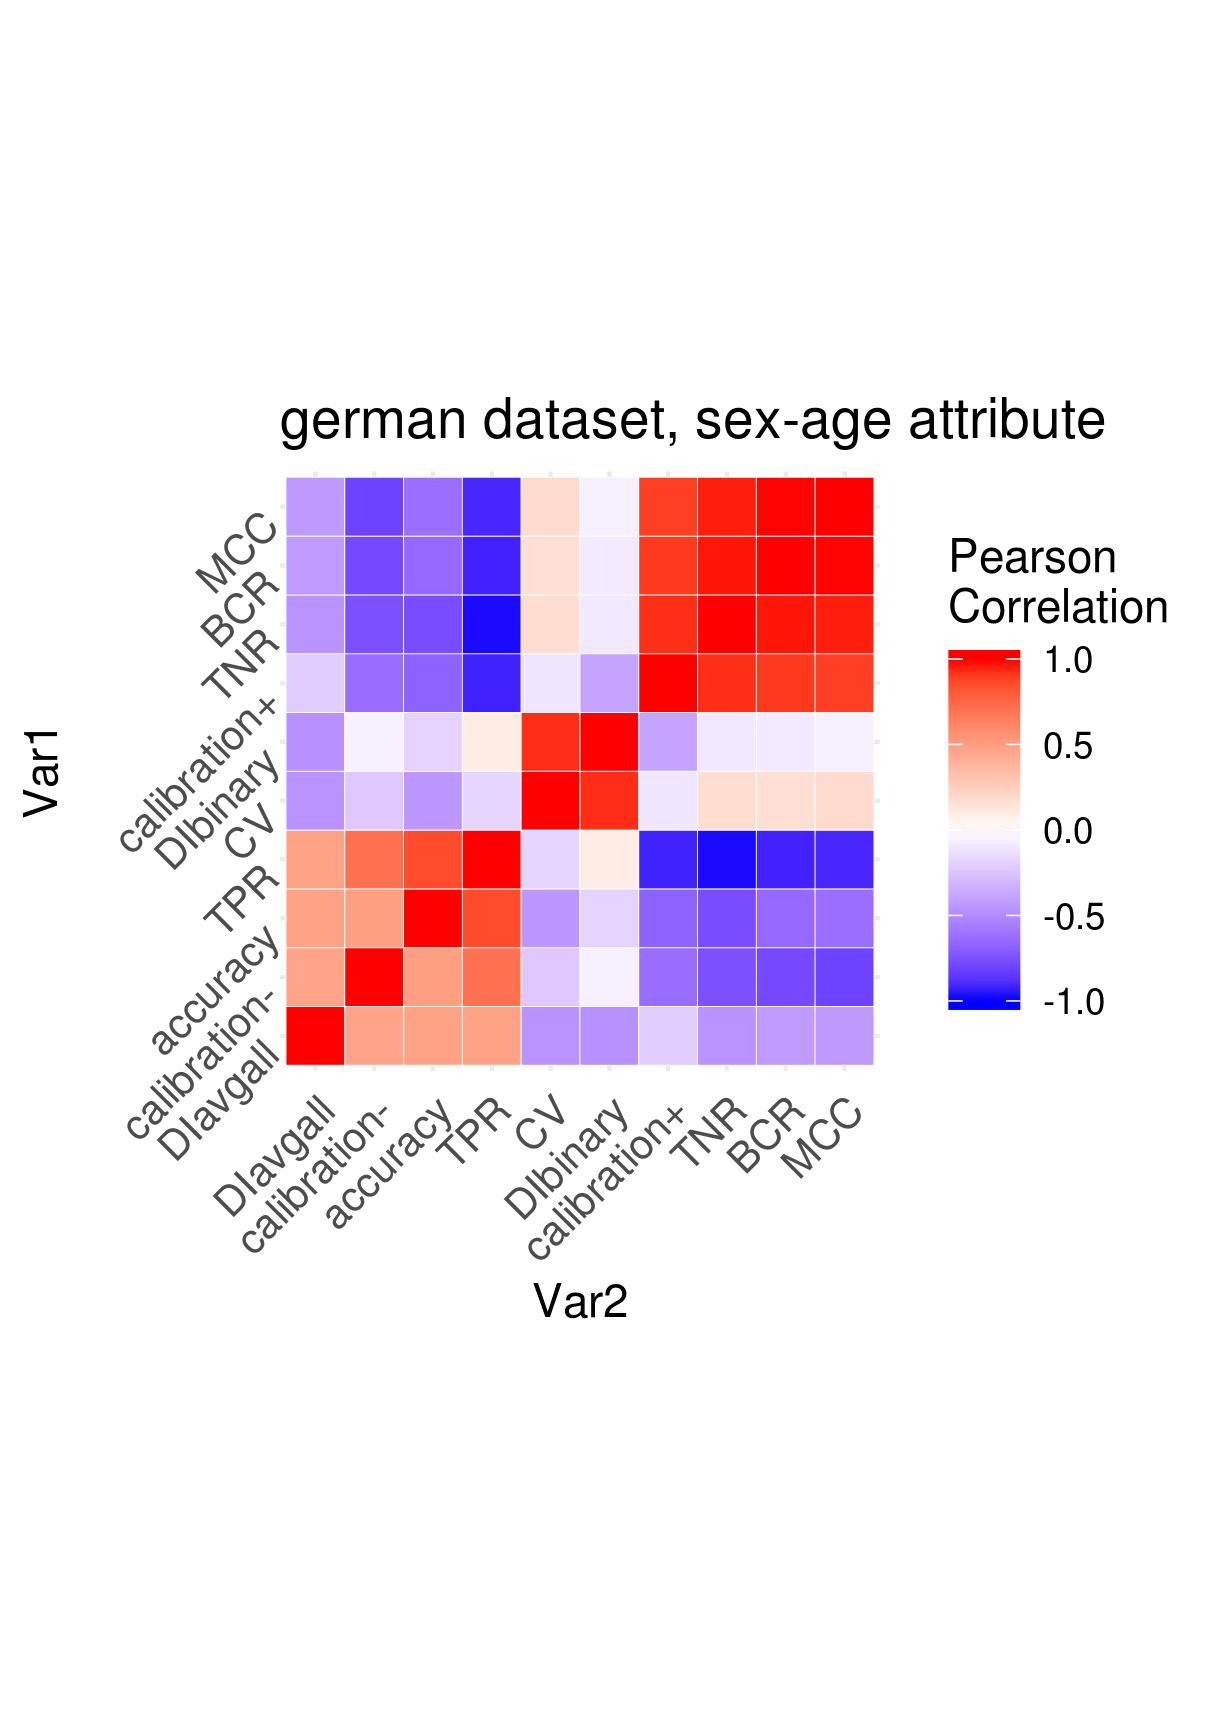 german dataset, sex-age attribute
Var1
MCC
BCR
TNR
calibration+
DIbinary
CV
TPR
accuracy
calibration-
DIavgall
DIavgall
calibration-
accuracy
TPR
CV
DIbinary
calibration+
TNR
BCR
MCC
Var2
Pearson
Correlation
1.0
0.5
0.0
-0.5
-1.0